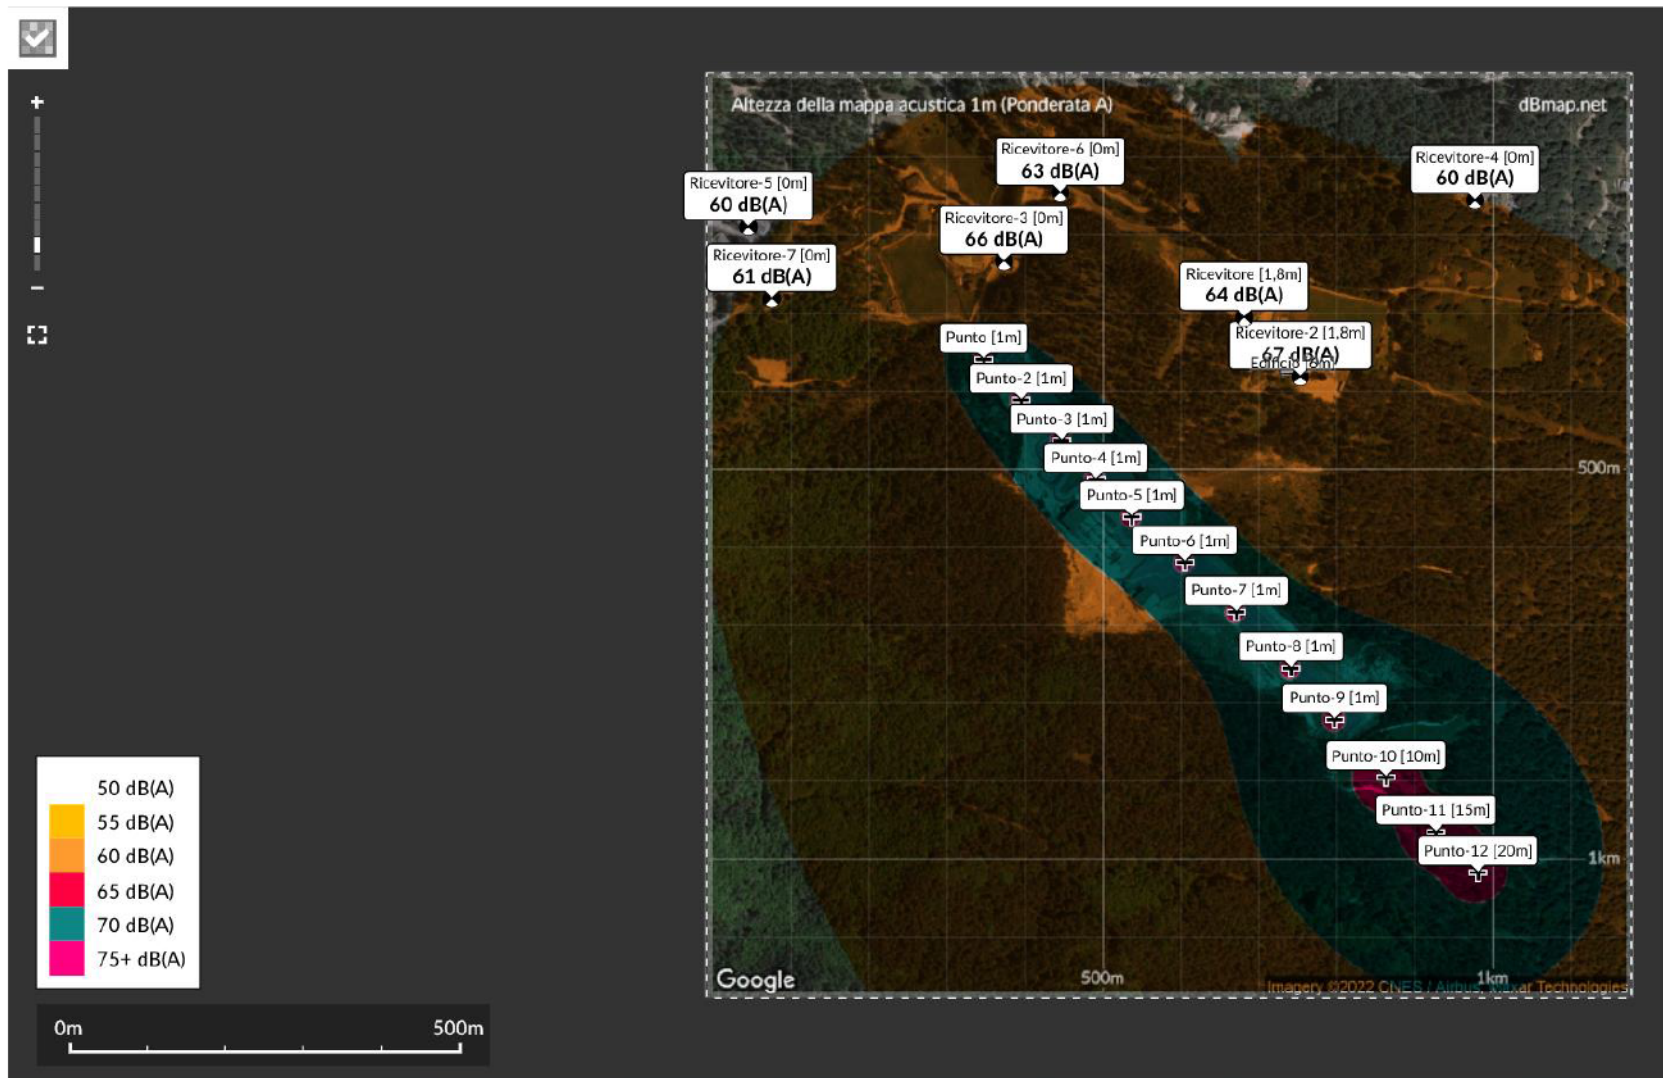 Altezza della mappa acustica 1m (Ponderata A)
dBmap.net
Ricevitore-6 [0m]
63 dB(A)
Ricevitore-4 [0m]
60 dB(A)
Ricevitore-5 [0m]
60 dB(A)
Ricevitore-3 [0m]
66 dB(A)
Ricevitore-7 [0m]
61 dB(A)
Ricevitore [1,8m]
64 dB(A)
Ricevitore-2 [1,8m]
67 dB(A)
Edificio [6m]
Punto [1m]
Punto-2 [1m]
Punto-3 [1m]
Punto-4 [1m]
500m
Punto-5 [1m]
Punto-6 [1m]
Punto-7 [1m]
Punto-8 [1m]
Punto-9 [1m]
Punto-10 [10m]
Punto-11 [15m]
Punto-12 [20m]
1km
50 dB(A)
55 dB(A)
60 dB(A)
65 dB(A)
70 dB(A)
75+ dB(A)
Google
500m
1km
Imagery ©2022 CNES / Airbus, Maxar Technologies
0m
500m